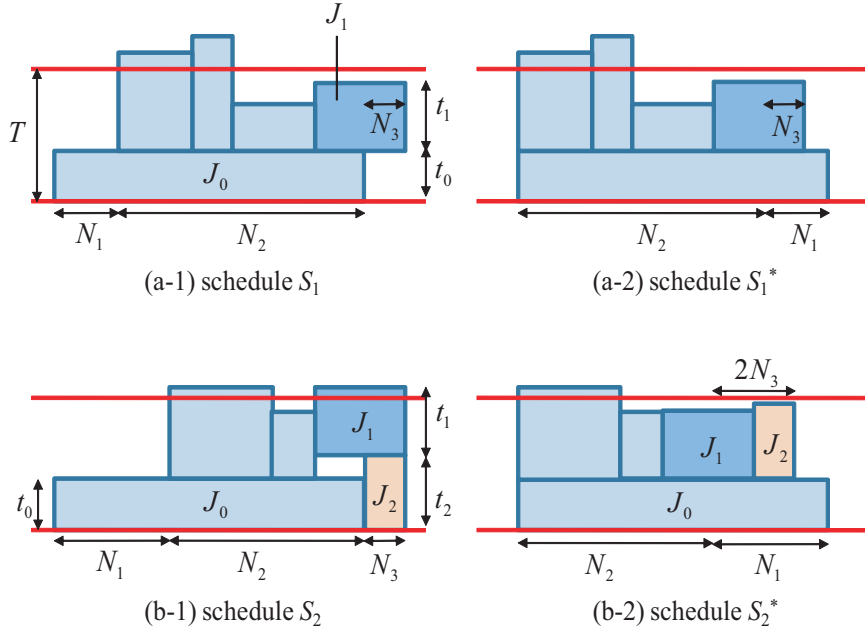 J₁
T
N₃
t₁
J₀
t₀
N₁
N₂
(a-1) schedule S₁
N₃
N₂
N₁
(a-2) schedule S₁*
J₁
t₁
t₀
J₀
J₂
t₂
N₁
N₂
N₃
(b-1) schedule S₂
2N₃
J₁
J₂
J₀
N₂
N₁
(b-2) schedule S₂*